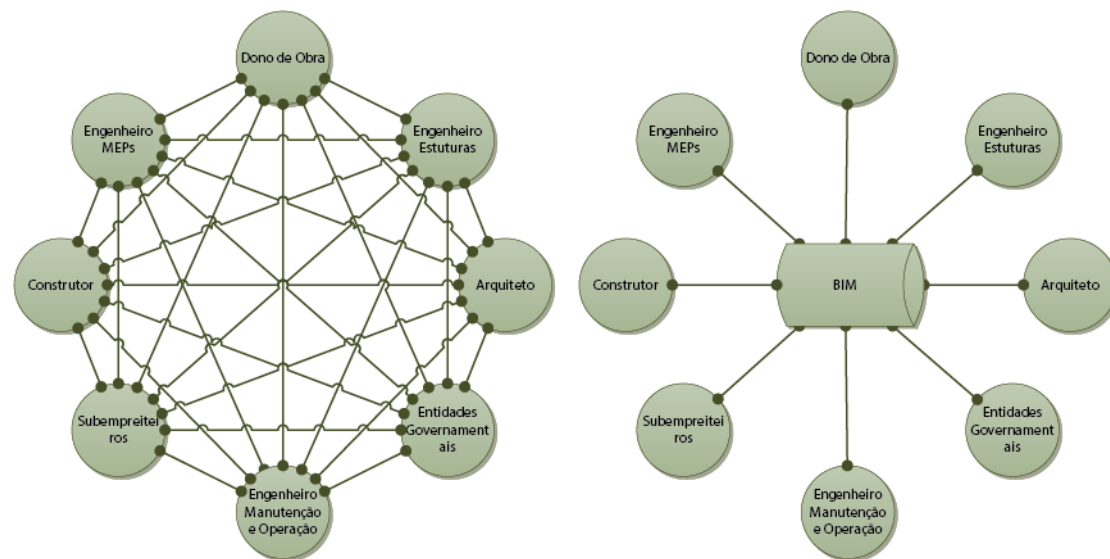 Dono de Obra
Engenheiro
MEPs
Engenheiro
Estuturas
Construtor
Arquiteto
Subempreitei
ros
Entidades
Governament
ais
Engenheiro
Manutenção
e Operação
Dono de Obra
Engenheiro
MEPs
Engenheiro
Estuturas
Construtor
BIM
Arquiteto
Subempreitei
ros
Entidades
Governament
ais
Engenheiro
Manutenção
e Operação